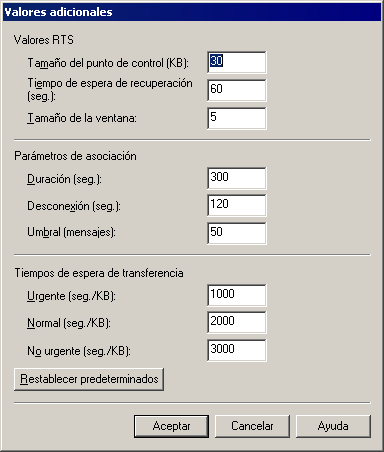 Valores adicionales
Valores RTS
Tamaño del punto de control (KB): 30
Tiempo de espera de recuperación (seg.): 60
Tamaño de la ventana: 5
Parámetros de asociación
Duración (seg.): 300
Desconexión (seg.): 120
Umbral (mensajes): 50
Tiempos de espera de transferencia
Urgente (seg./KB): 1000
Normal (seg./KB): 2000
No urgente (seg./KB): 3000
Restablecer predeterminados
Aceptar Cancelar Ayuda